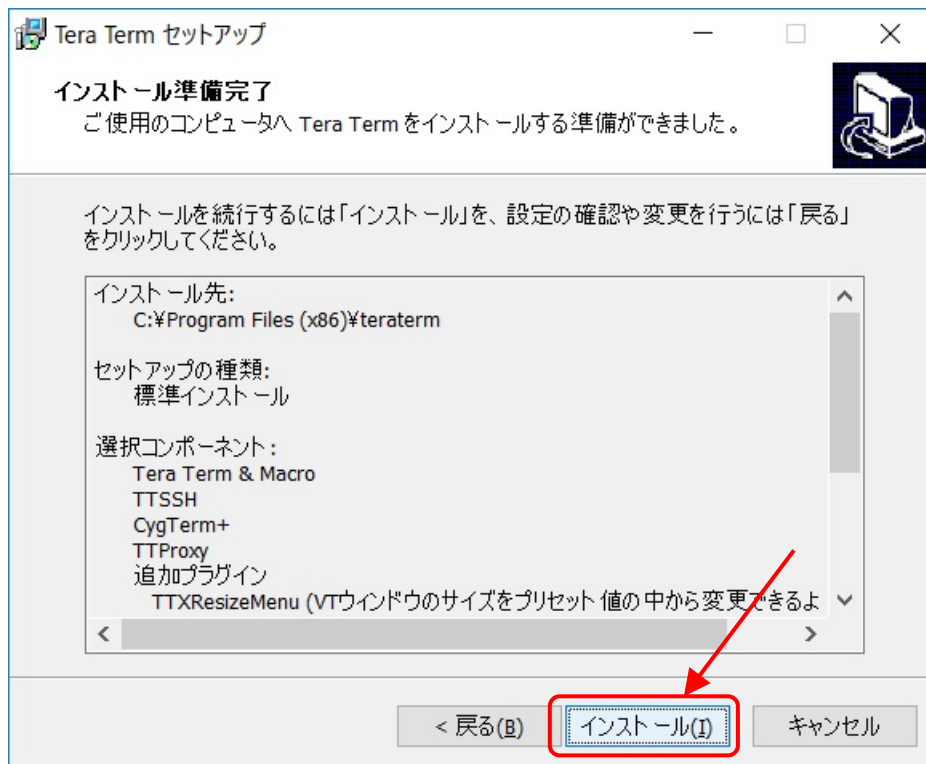 Tera Term セットアップ
インストール準備完了
ご使用のコンピュータへ Tera Term をインストールする準備ができました。
インストールを続行するには「インストール」を、設定の確認や変更を行うには「戻る」
をクリックしてください。
インストール先:
C:¥Program Files (x86)¥teraterm
セットアップの種類:
標準インストール
選択コンポーネント:
Tera Term & Macro
TTSSH
CygTerm+
TTProxy
追加プラグイン
TTXResizeMenu (VTウィンドウのサイズをプリセット値の中から変更できるよ
< 戻る(B)
インストール(I)
キャンセル